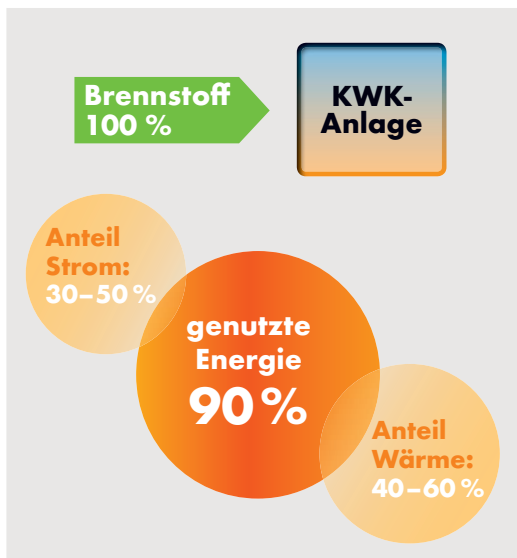 Brennstoff
100 %
KWK-
Anlage
Anteil
Strom:
30–50 %
genutzte
Energie
90 %
Anteil
Wärme:
40–60 %